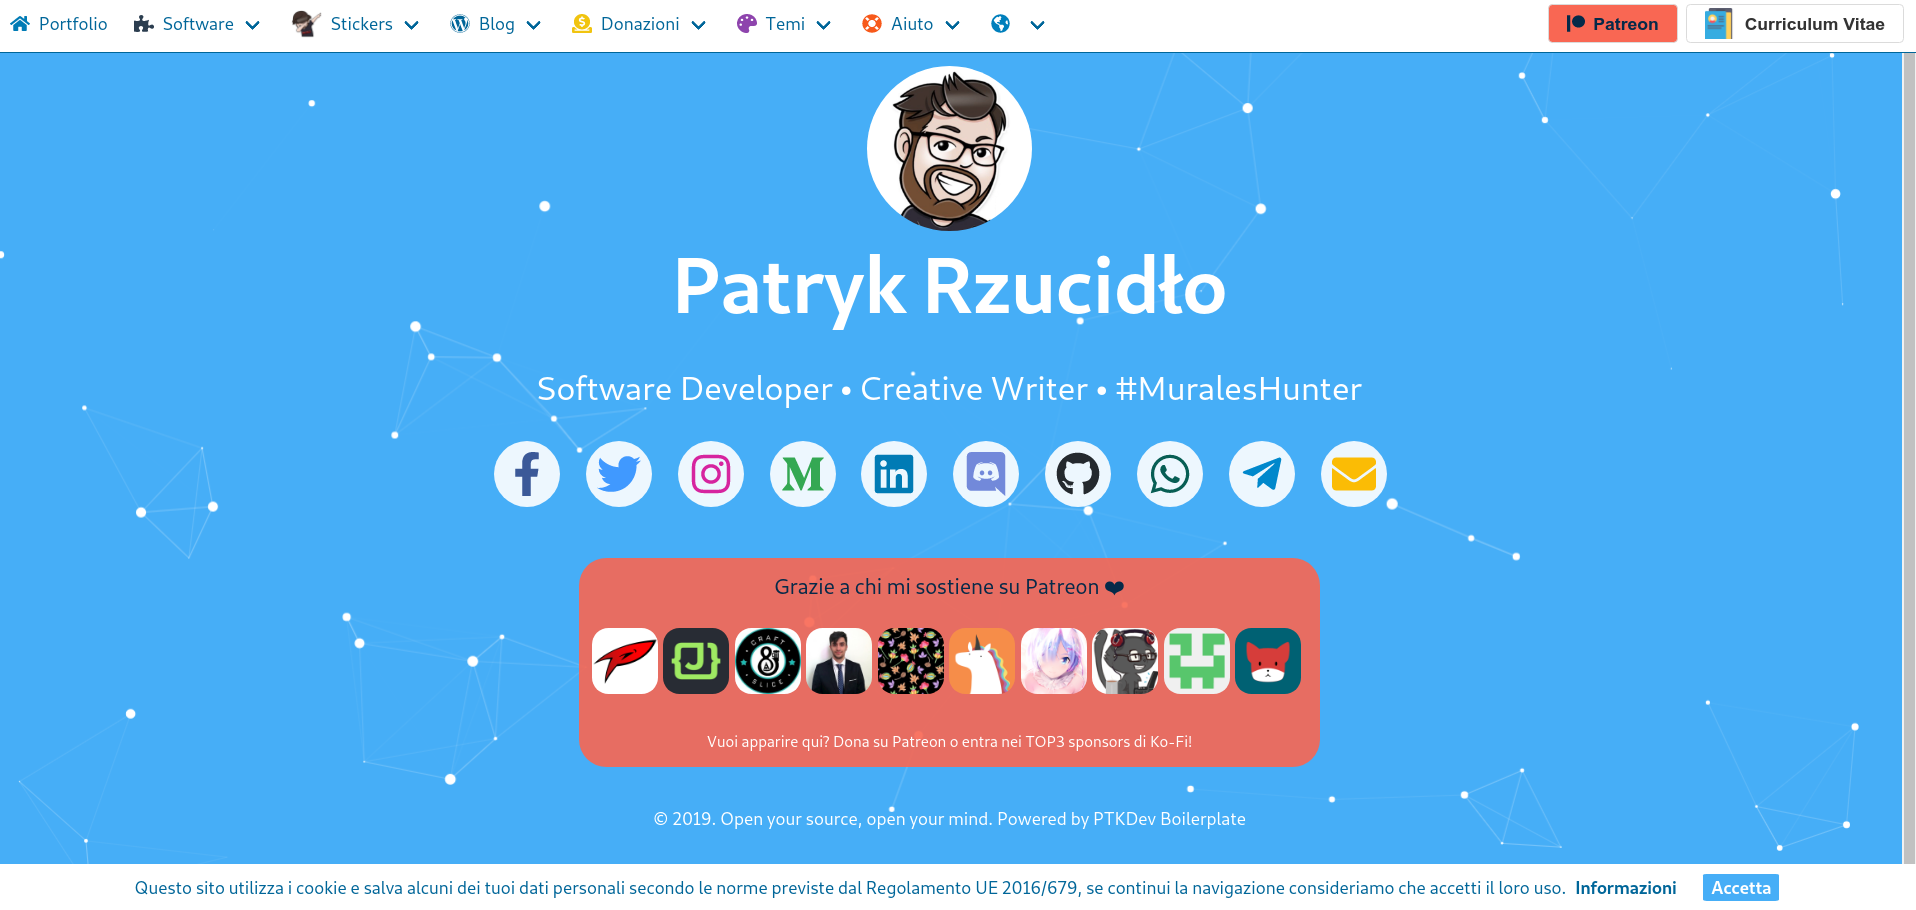 Portfolio Software Stickers Blog Donazioni Temi Aiuto Patreon Curriculum Vitae
Patryk Rzucidło
Software Developer • Creative Writer • #MuralesHunter
Grazie a chi mi sostiene su Patreon ❤
CRAFT
SLICE
Vuoi apparire qui? Dona su Patreon o entra nei TOP3 sponsors di Ko-Fi!
© 2019. Open your source, open your mind. Powered by PTKDev Boilerplate
Questo sito utilizza i cookie e salva alcuni dei tuoi dati personali secondo le norme previste dal Regolamento UE 2016/679, se continui la navigazione consideriamo che accetti il loro uso. Informazioni Accetta